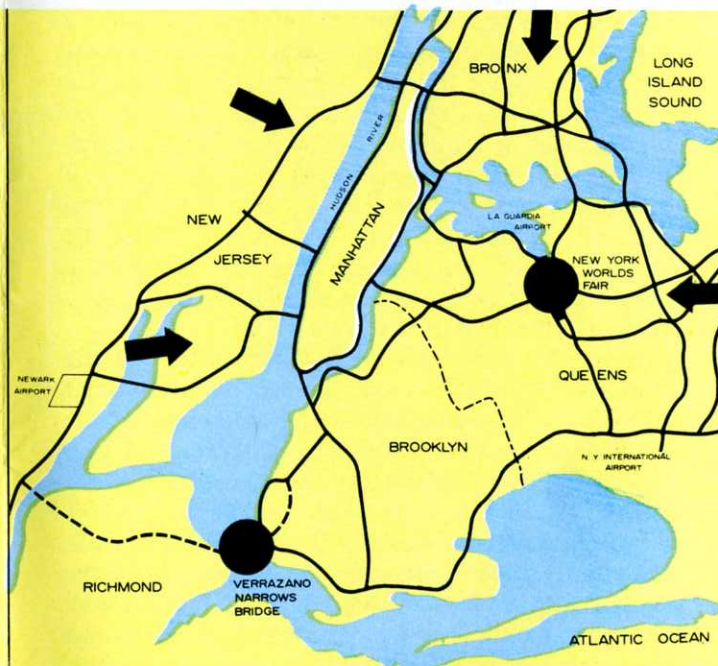 BRONX
LONG
ISLAND
SOUND
HUDSON RIVER
NEW
JERSEY
MANHATTAN
LA GUARDIA
AIRPORT
NEW YORK
WORLDS
FAIR
NEWARK
AIRPORT
QUEENS
BROOKLYN
N Y INTERNATIONAL
AIRPORT
RICHMOND
VERRAZANO
NARROWS
BRIDGE
ATLANTIC OCEAN